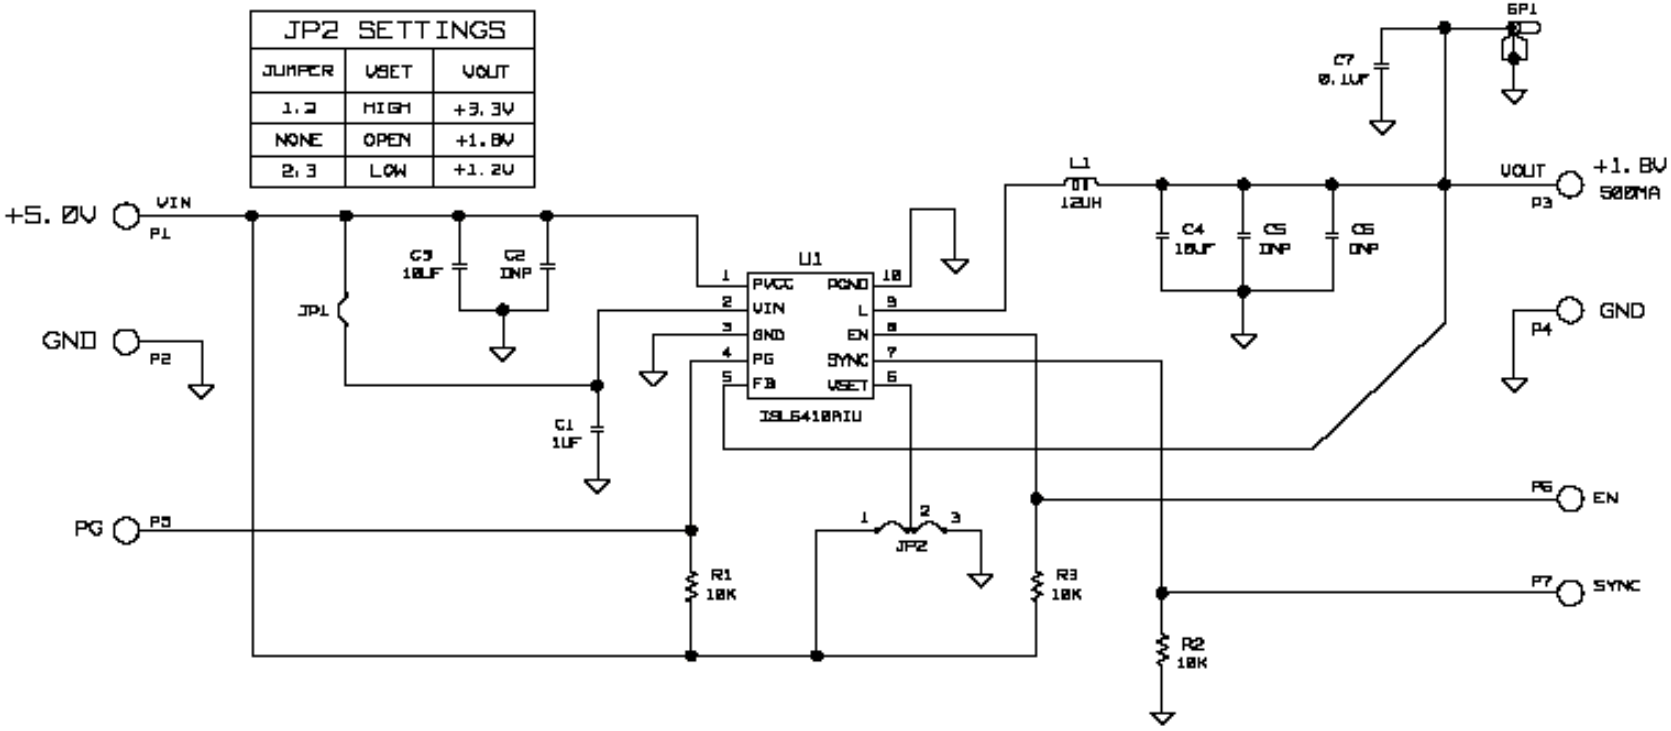 JP2 SETTINGS
JUMPER VSET VOUT
1.2 HIGH +3.3V
NONE OPEN +1.8V
2.3 LOW +1.2V
SP1
C7
0.1UF
+5.0V
VIN
P1
L1
12UH
VOUT
P3
+1.8V
500MA
C3
10UF
C2
DNP
C4
10UF
C5
DNP
C6
DNP
JP1
GND
P2
U1
1 PVCC
2 VIN
3 GND
4 PG
5 FB
PGND 10
L 9
EN 8
SYNC 7
VSET 6
ISL6410AIU
P4
GND
C1
1UF
PG
P5
1 2 3
JP2
P6
EN
R1
10K
R3
10K
P7
SYNC
R2
10K